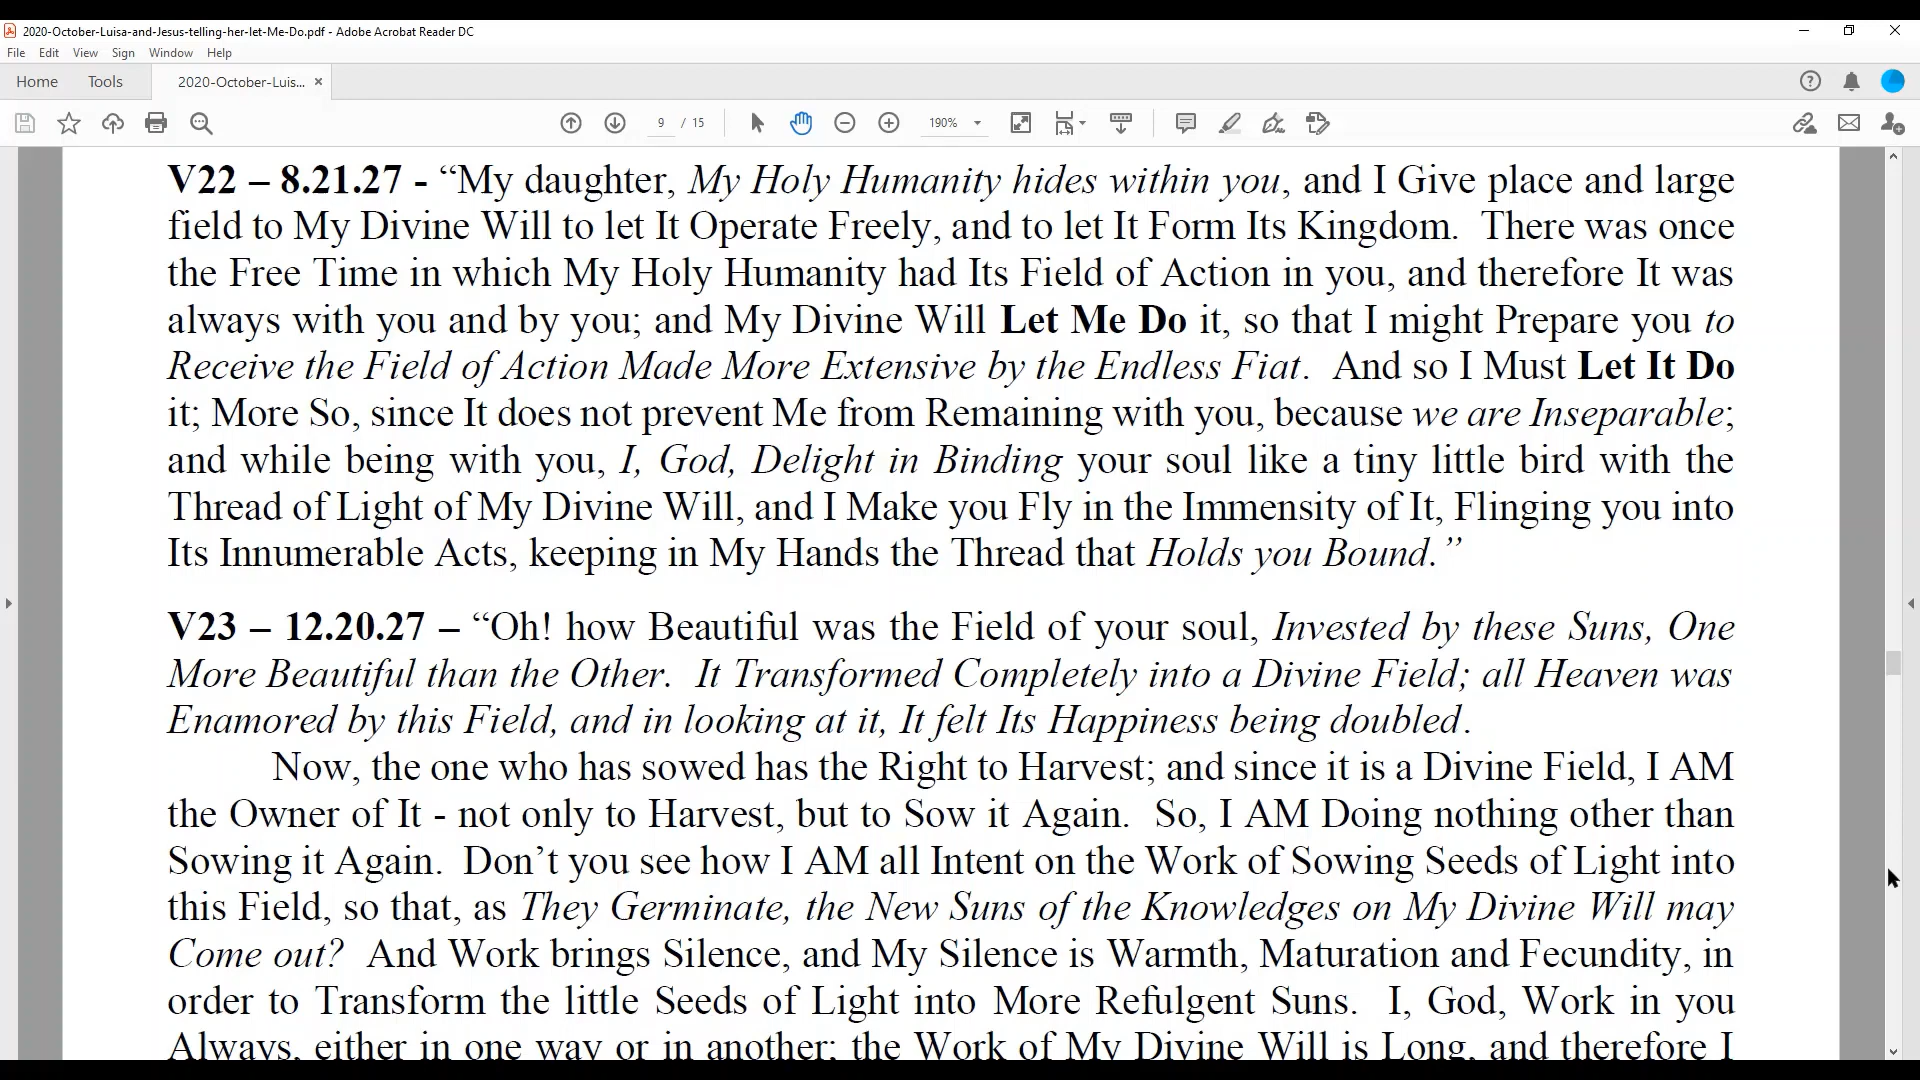 2020-October-Luisa-and-Jesus-telling-her-let-Me-Do.pdf - Adobe Acrobat Reader DC
File Edit View Sign Window Help
Home Tools 2020-October-Luis... ×
9 / 15 190%
V22 – 8.21.27 - “My daughter, My Holy Humanity hides within you, and I Give place and large
field to My Divine Will to let It Operate Freely, and to let It Form Its Kingdom. There was once
the Free Time in which My Holy Humanity had Its Field of Action in you, and therefore It was
always with you and by you; and My Divine Will Let Me Do it, so that I might Prepare you to
Receive the Field of Action Made More Extensive by the Endless Fiat. And so I Must Let It Do
it; More So, since It does not prevent Me from Remaining with you, because we are Inseparable;
and while being with you, I, God, Delight in Binding your soul like a tiny little bird with the
Thread of Light of My Divine Will, and I Make you Fly in the Immensity of It, Flinging you into
Its Innumerable Acts, keeping in My Hands the Thread that Holds you Bound.”
V23 – 12.20.27 – “Oh! how Beautiful was the Field of your soul, Invested by these Suns, One
More Beautiful than the Other. It Transformed Completely into a Divine Field; all Heaven was
Enamored by this Field, and in looking at it, It felt Its Happiness being doubled.
Now, the one who has sowed has the Right to Harvest; and since it is a Divine Field, I AM
the Owner of It - not only to Harvest, but to Sow it Again. So, I AM Doing nothing other than
Sowing it Again. Don’t you see how I AM all Intent on the Work of Sowing Seeds of Light into
this Field, so that, as They Germinate, the New Suns of the Knowledges on My Divine Will may
Come out? And Work brings Silence, and My Silence is Warmth, Maturation and Fecundity, in
order to Transform the little Seeds of Light into More Refulgent Suns. I, God, Work in you
Always, either in one way or in another; the Work of My Divine Will is Long, and therefore I